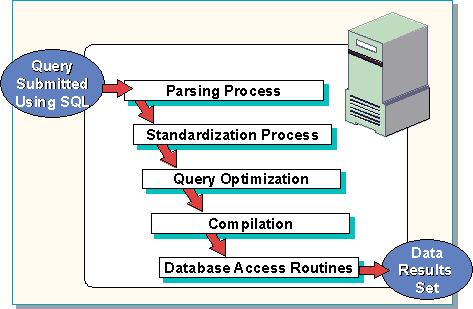 Query
Submitted
Using SQL
Parsing Process
Standardization Process
Query Optimization
Compilation
Database Access Routines
Data
Results
Set